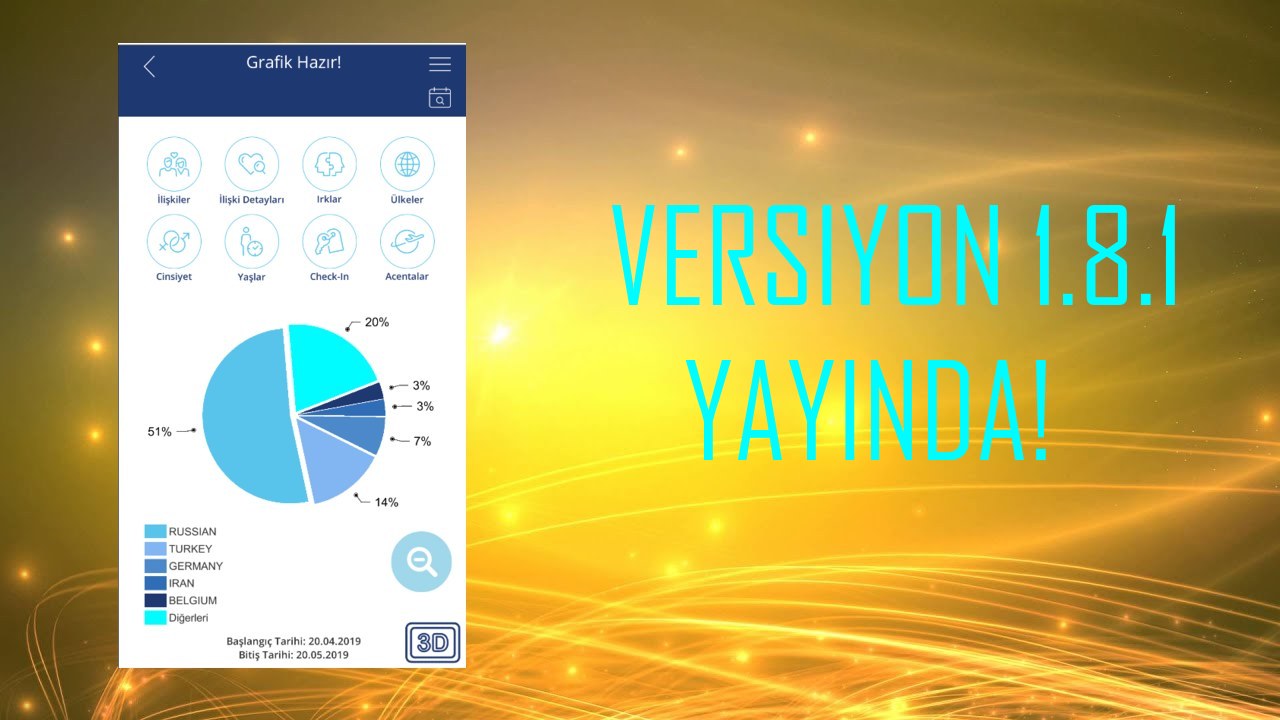 Grafik Hazır!
İlişkiler
İlişki Detayları
Irklar
Ülkeler
Cinsiyet
Yaşlar
Check-In
Acentalar
20%
3%
3%
7%
14%
51%
RUSSIAN
TURKEY
GERMANY
IRAN
BELGIUM
Diğerleri
Başlangıç Tarihi: 20.04.2019
Bitiş Tarihi: 20.05.2019
3D
VERSIYON 1.8.1
YAYINDA!